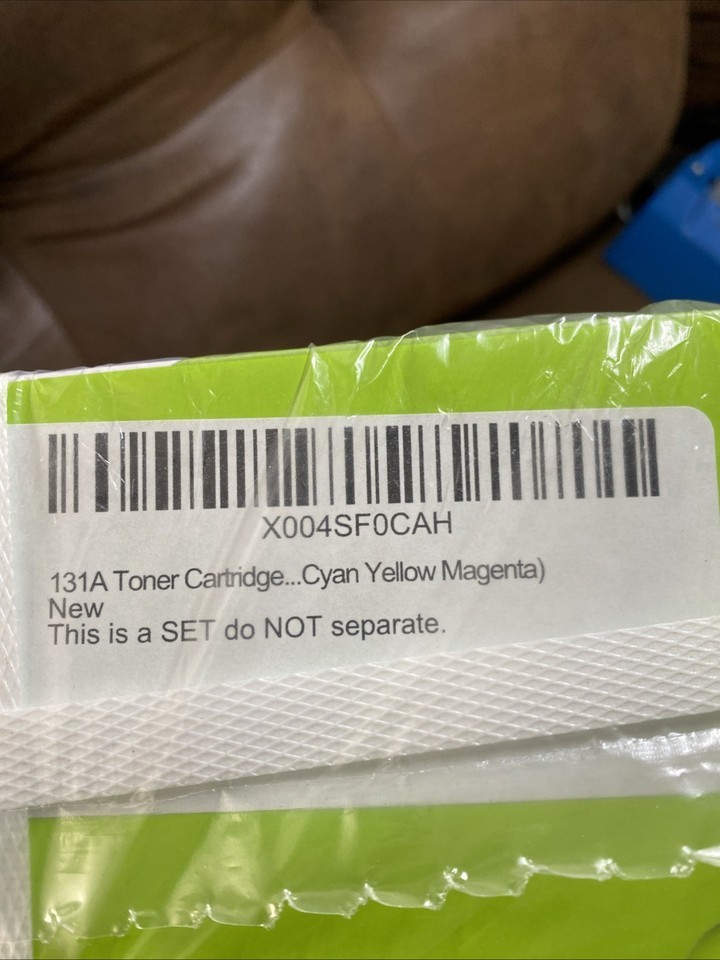 X004SF0CAH
131A Toner Cartridge...Cyan Yellow Magenta)
New
This is a SET do NOT separate.